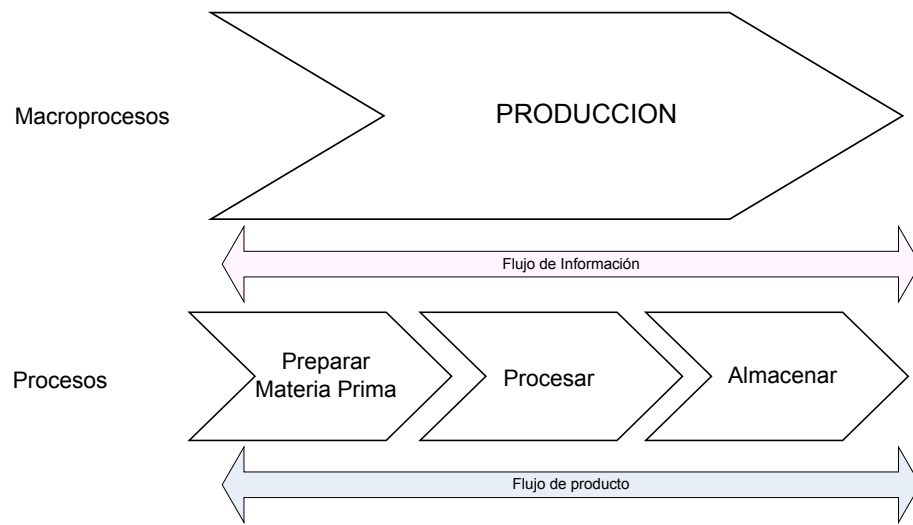 Macroprocesos
PRODUCCION
Flujo de Información
Procesos
Preparar
Materia Prima
Procesar
Almacenar
Flujo de producto